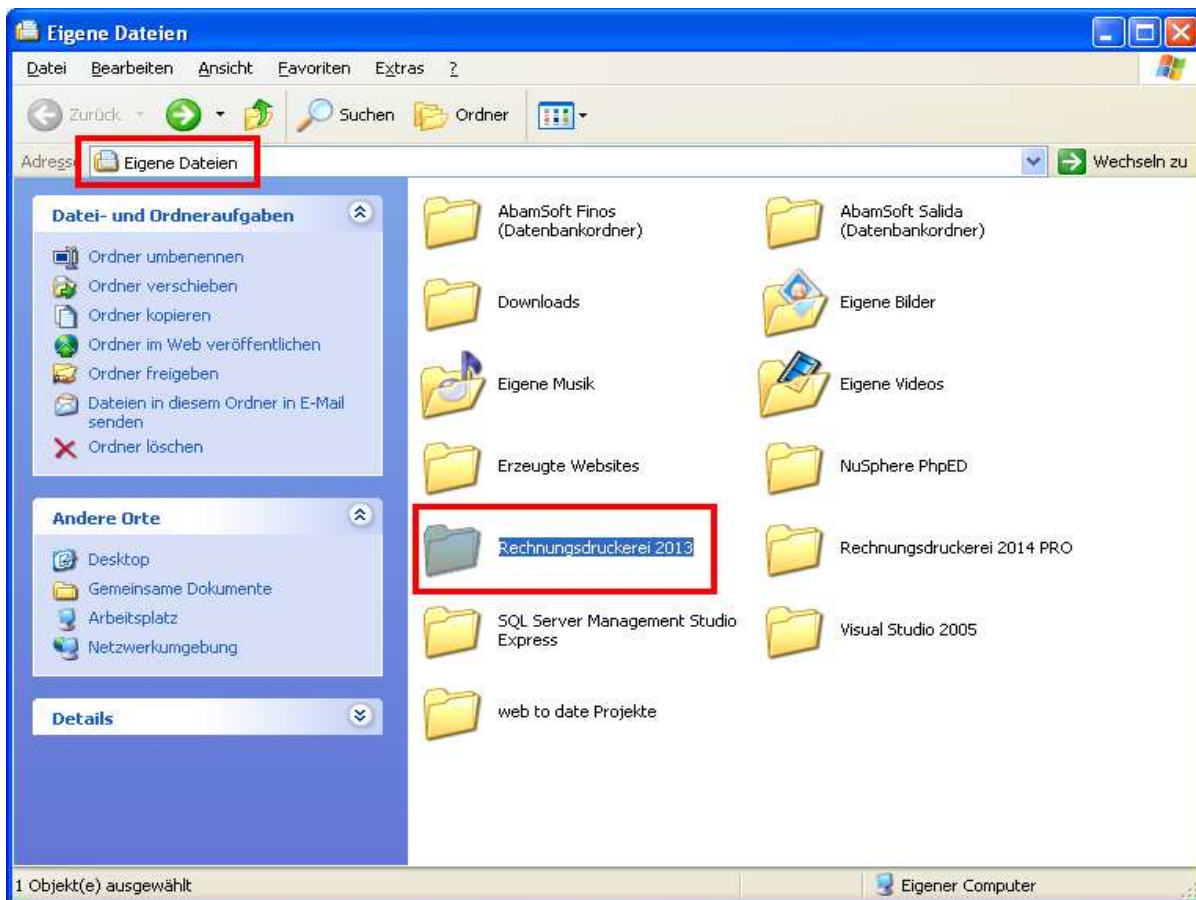 Eigene Dateien
Datei Bearbeiten Ansicht Favoriten Extras ?
Zurück Suchen Ordner
Adresse Eigene Dateien Wechseln zu
Datei- und Ordneraufgaben
Ordner umbenennen
Ordner verschieben
Ordner kopieren
Ordner im Web veröffentlichen
Ordner freigeben
Dateien in diesem Ordner in E-Mail
senden
Ordner löschen
Andere Orte
Desktop
Gemeinsame Dokumente
Arbeitsplatz
Netzwerkumgebung
Details
AbamSoft Finos
(Datenbankordner)
AbamSoft Salida
(Datenbankordner)
Downloads
Eigene Bilder
Eigene Musik
Eigene Videos
Erzeugte Websites
NuSphere PhpED
Rechnungsdruckerei 2013
Rechnungsdruckerei 2014 PRO
SQL Server Management Studio
Express
Visual Studio 2005
web to date Projekte
1 Objekt(e) ausgewählt
Eigener Computer